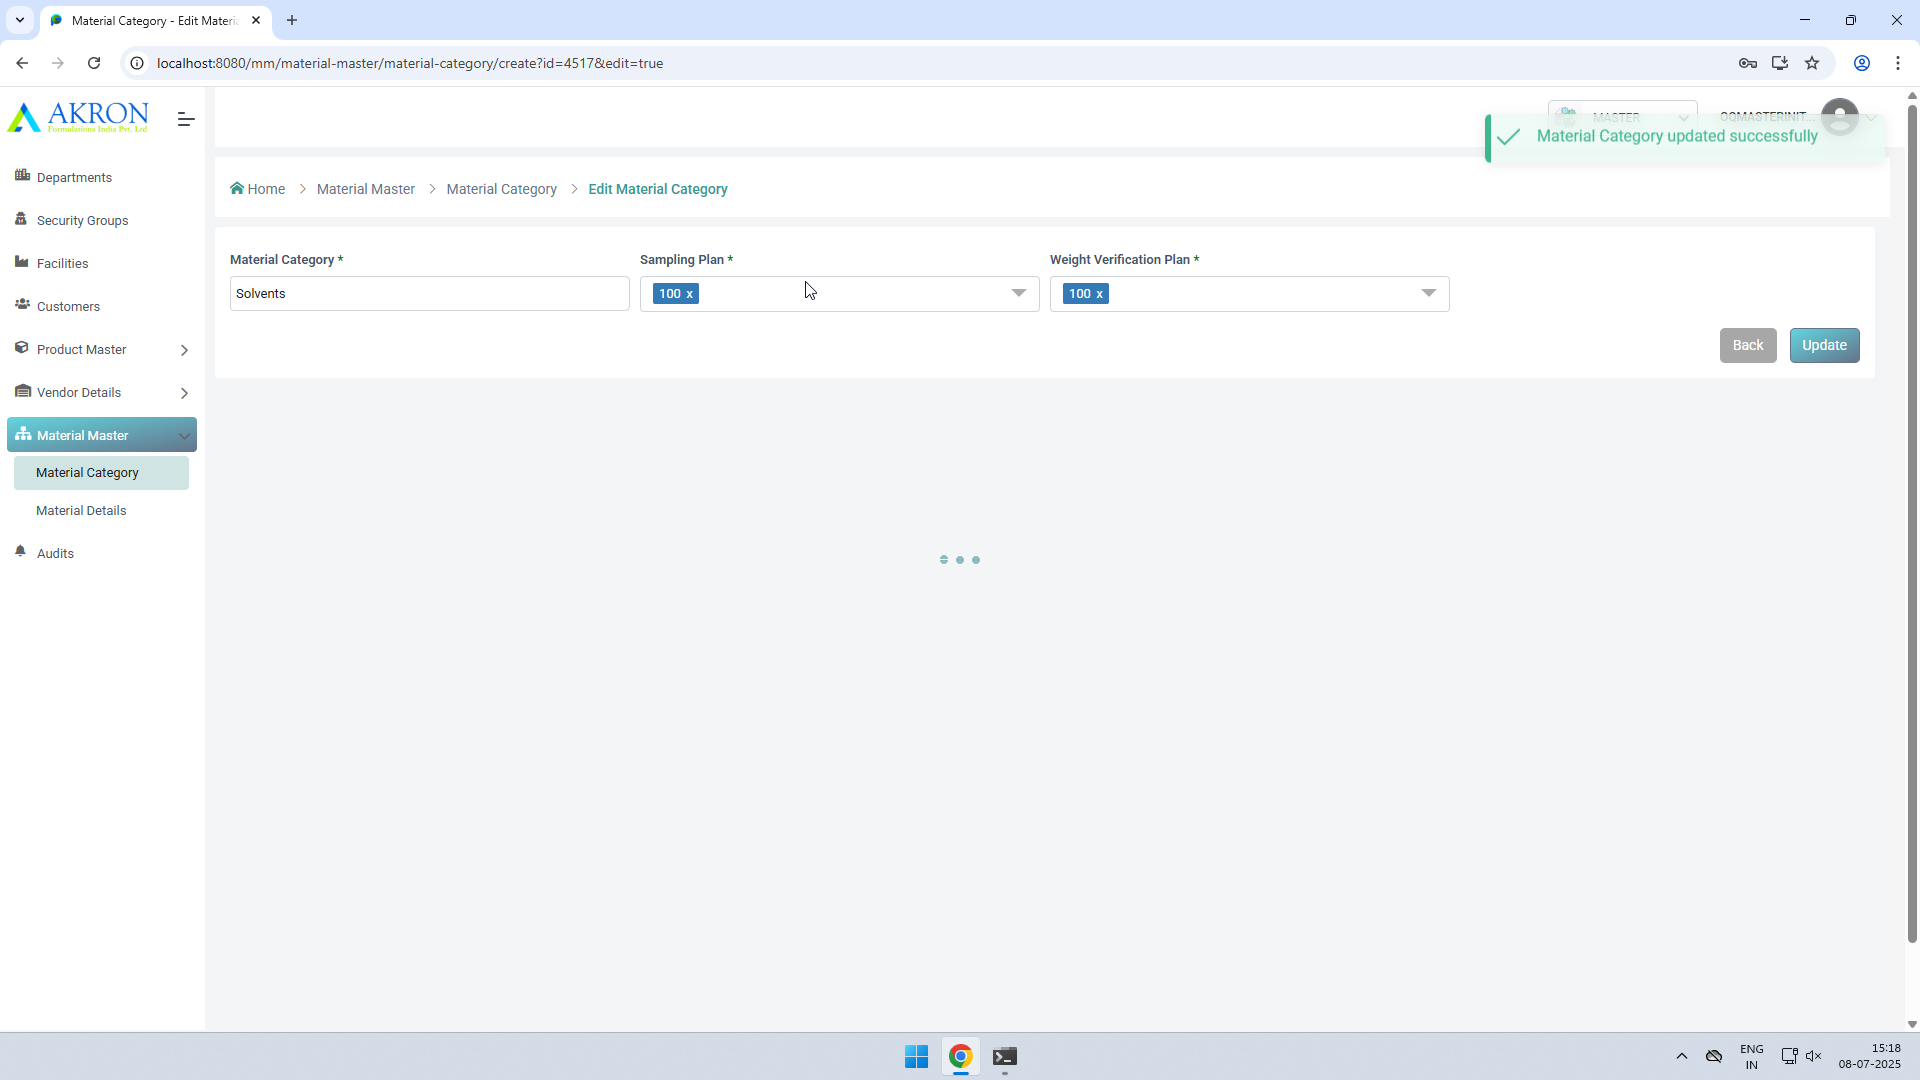 Material Category - Edit Materi
localhost:8080/mm/material-master/material-category/create?id=4517&edit=true
AKRON
Formulations India Pvt. Ltd
MASTER
OQMASTERINIT...
Material Category updated successfully
Departments
Security Groups
Facilities
Customers
Product Master
Vendor Details
Material Master
Material Category
Material Details
Audits
Home > Material Master > Material Category > Edit Material Category
Material Category * Sampling Plan * Weight Verification Plan *
Solvents 100 x 100 x
Back Update
ENG
IN
15:18
08-07-2025